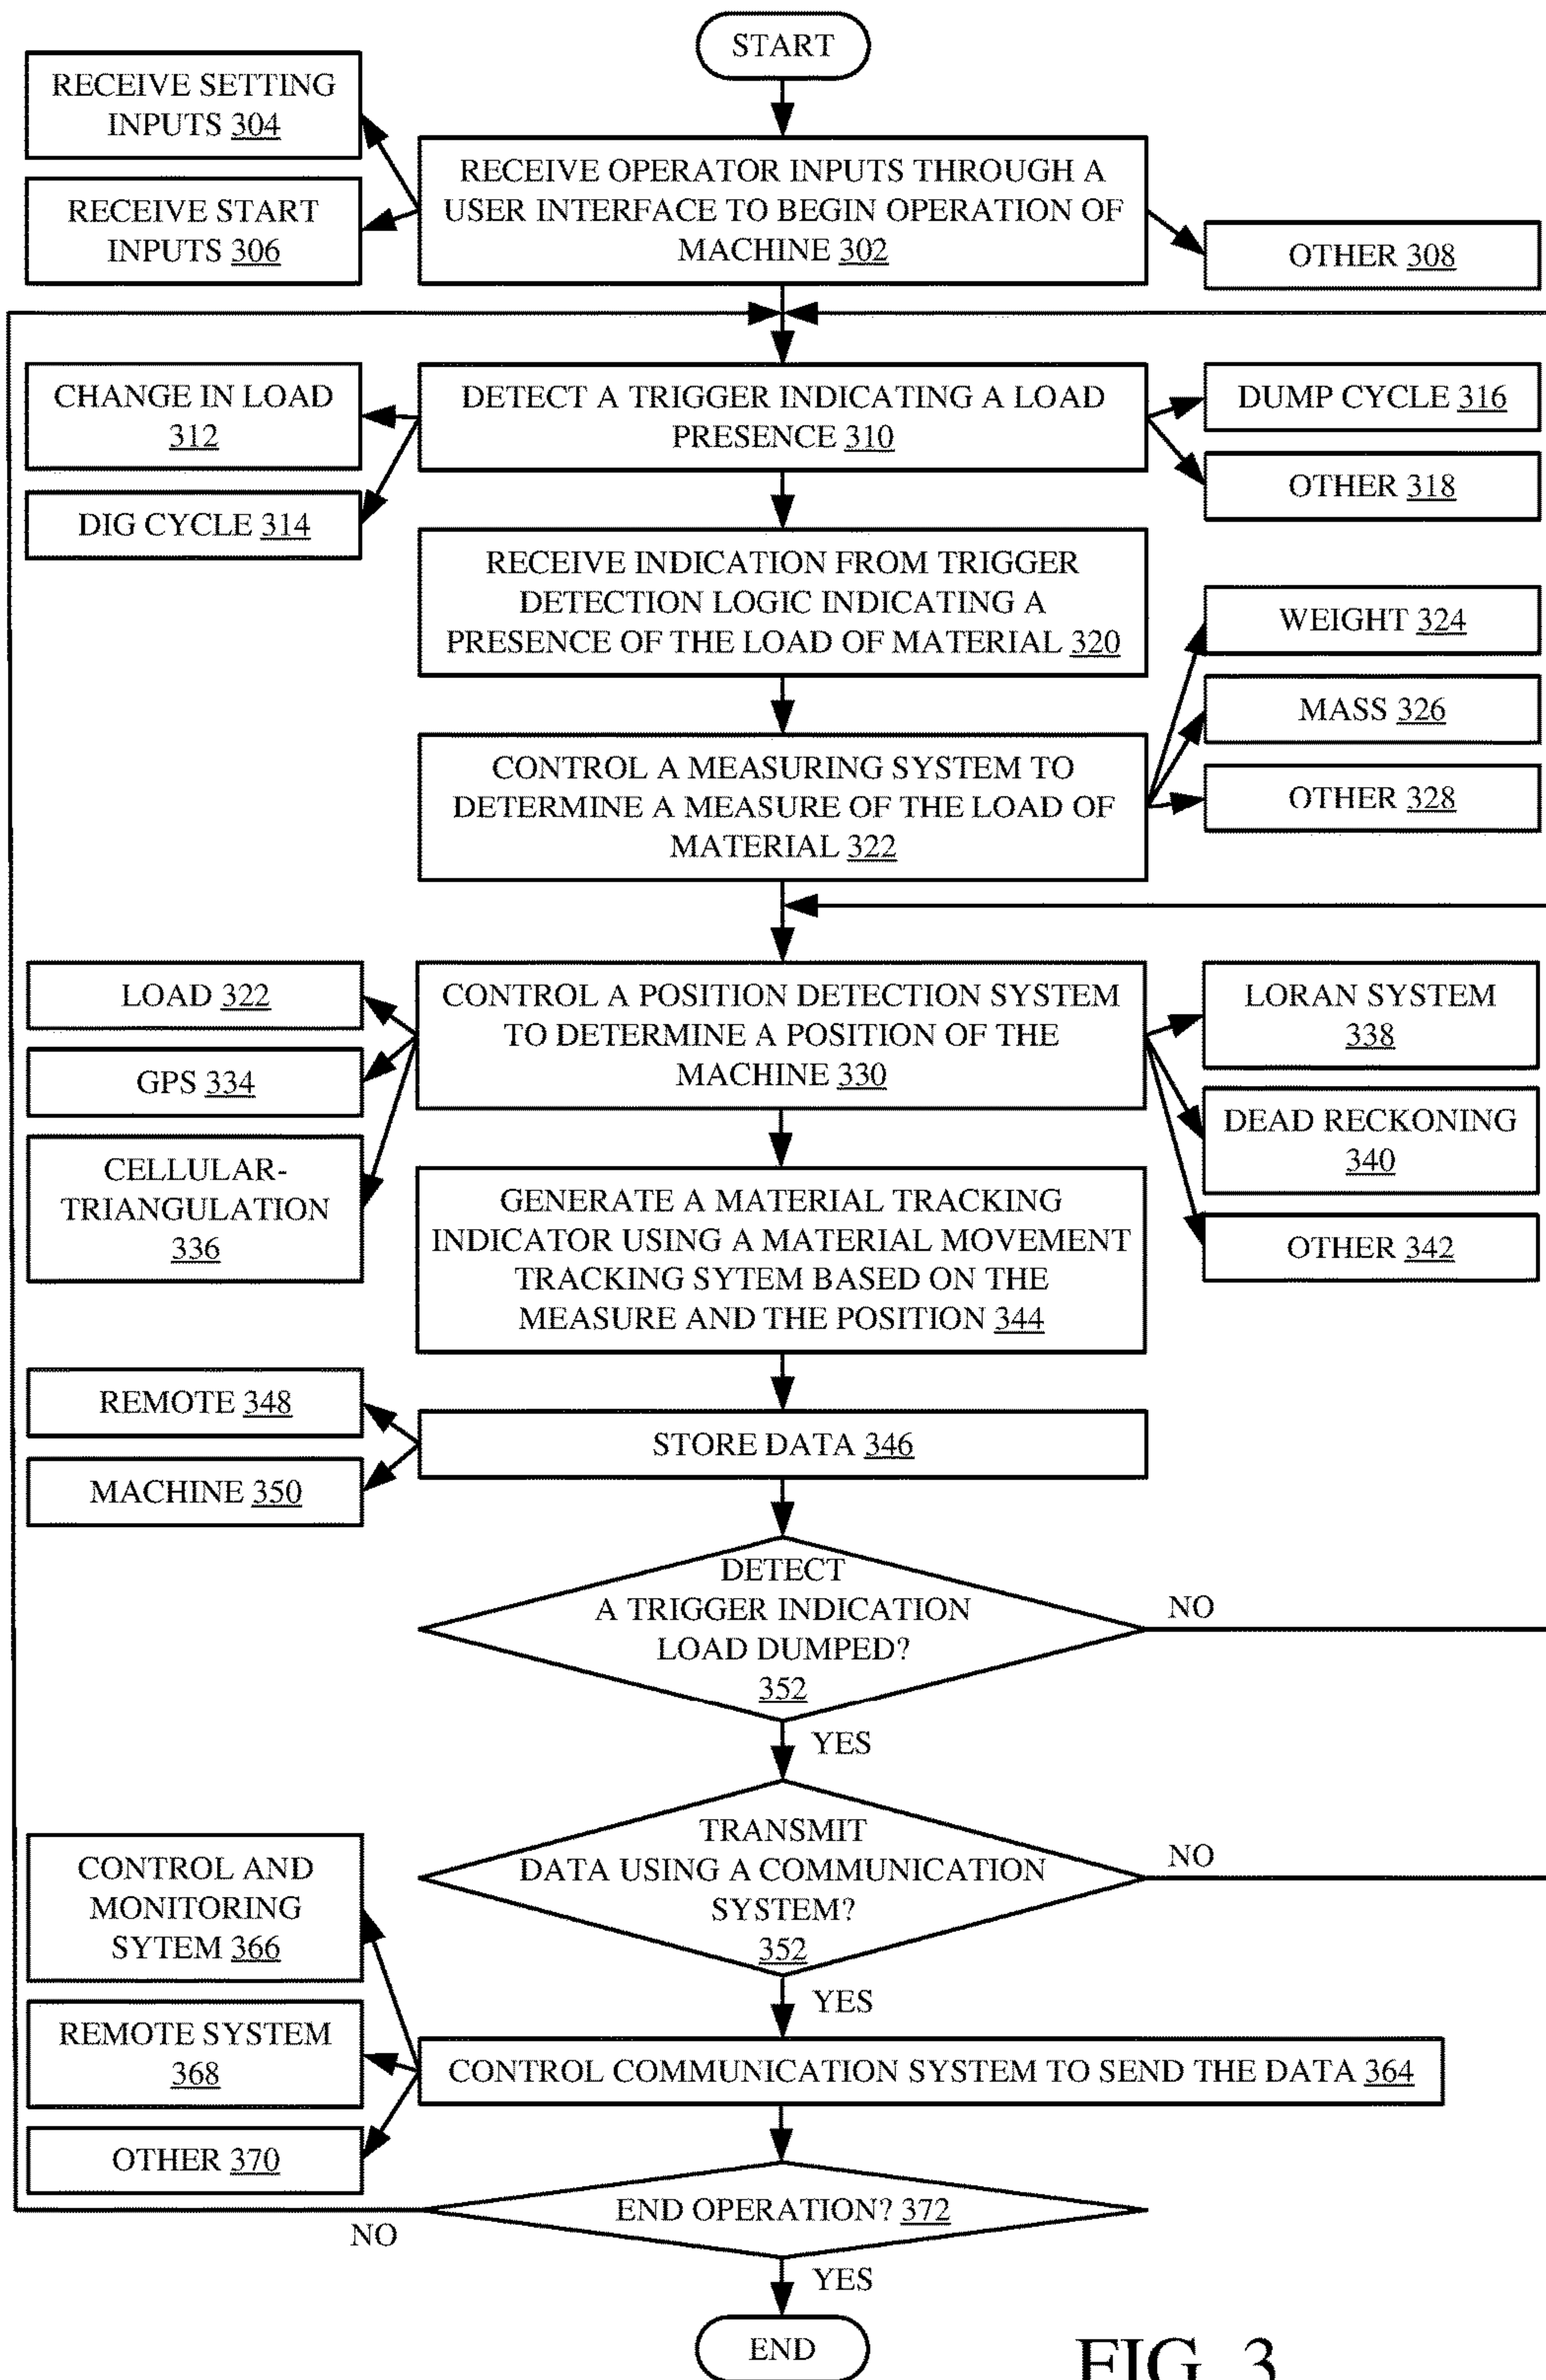 START
RECEIVE SETTING
INPUTS 304
RECEIVE START
INPUTS 306
RECEIVE OPERATOR INPUTS THROUGH A
USER INTERFACE TO BEGIN OPERATION OF
MACHINE 302
OTHER 308
CHANGE IN LOAD
312
DIG CYCLE 314
DETECT A TRIGGER INDICATING A LOAD
PRESENCE 310
DUMP CYCLE 316
OTHER 318
RECEIVE INDICATION FROM TRIGGER
DETECTION LOGIC INDICATING A
PRESENCE OF THE LOAD OF MATERIAL 320
CONTROL A MEASURING SYSTEM TO
DETERMINE A MEASURE OF THE LOAD OF
MATERIAL 322
WEIGHT 324
MASS 326
OTHER 328
LOAD 322
GPS 334
CELLULAR-
TRIANGULATION
336
CONTROL A POSITION DETECTION SYSTEM
TO DETERMINE A POSITION OF THE
MACHINE 330
LORAN SYSTEM
338
DEAD RECKONING
340
OTHER 342
GENERATE A MATERIAL TRACKING
INDICATOR USING A MATERIAL MOVEMENT
TRACKING SYTEM BASED ON THE
MEASURE AND THE POSITION 344
REMOTE 348
MACHINE 350
STORE DATA 346
DETECT
A TRIGGER INDICATION
LOAD DUMPED?
352
NO
YES
TRANSMIT
DATA USING A COMMUNICATION
SYSTEM?
352
NO
YES
CONTROL AND
MONITORING
SYTEM 366
REMOTE SYSTEM
368
OTHER 370
CONTROL COMMUNICATION SYSTEM TO SEND THE DATA 364
END OPERATION? 372
NO
YES
END
FIG. 3